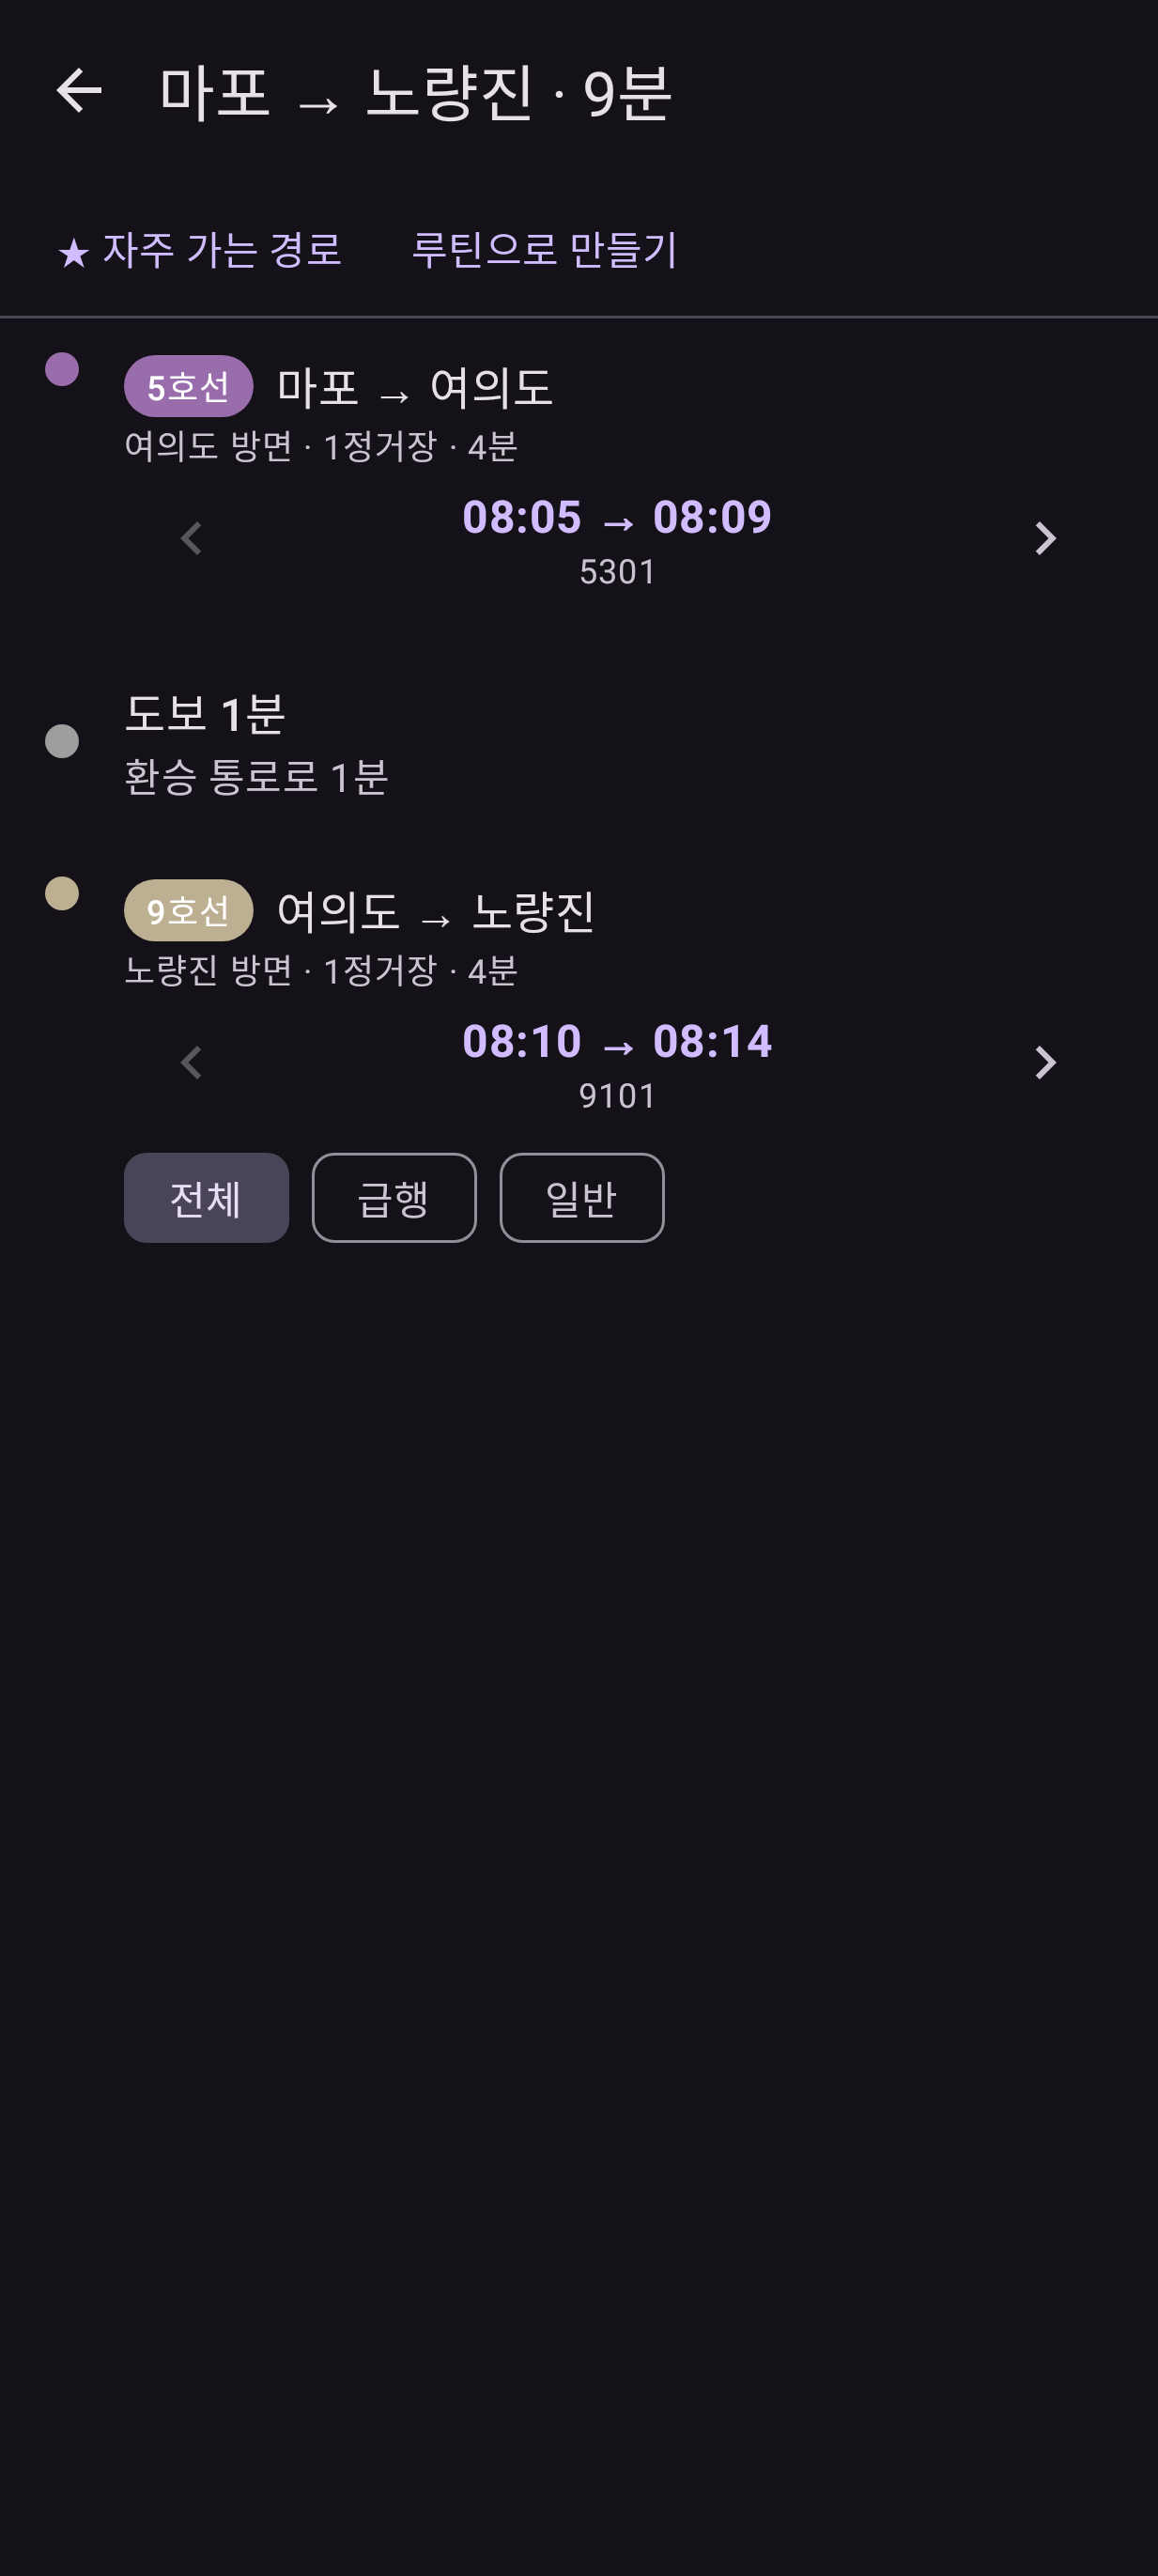 마포 → 노량진 · 9분
★ 자주 가는 경로 루틴으로 만들기
5호선 마포 → 여의도
여의도 방면 · 1정거장 · 4분
08:05 → 08:09
5301
도보 1분
환승 통로로 1분
9호선 여의도 → 노량진
노량진 방면 · 1정거장 · 4분
08:10 → 08:14
9101
전체 급행 일반